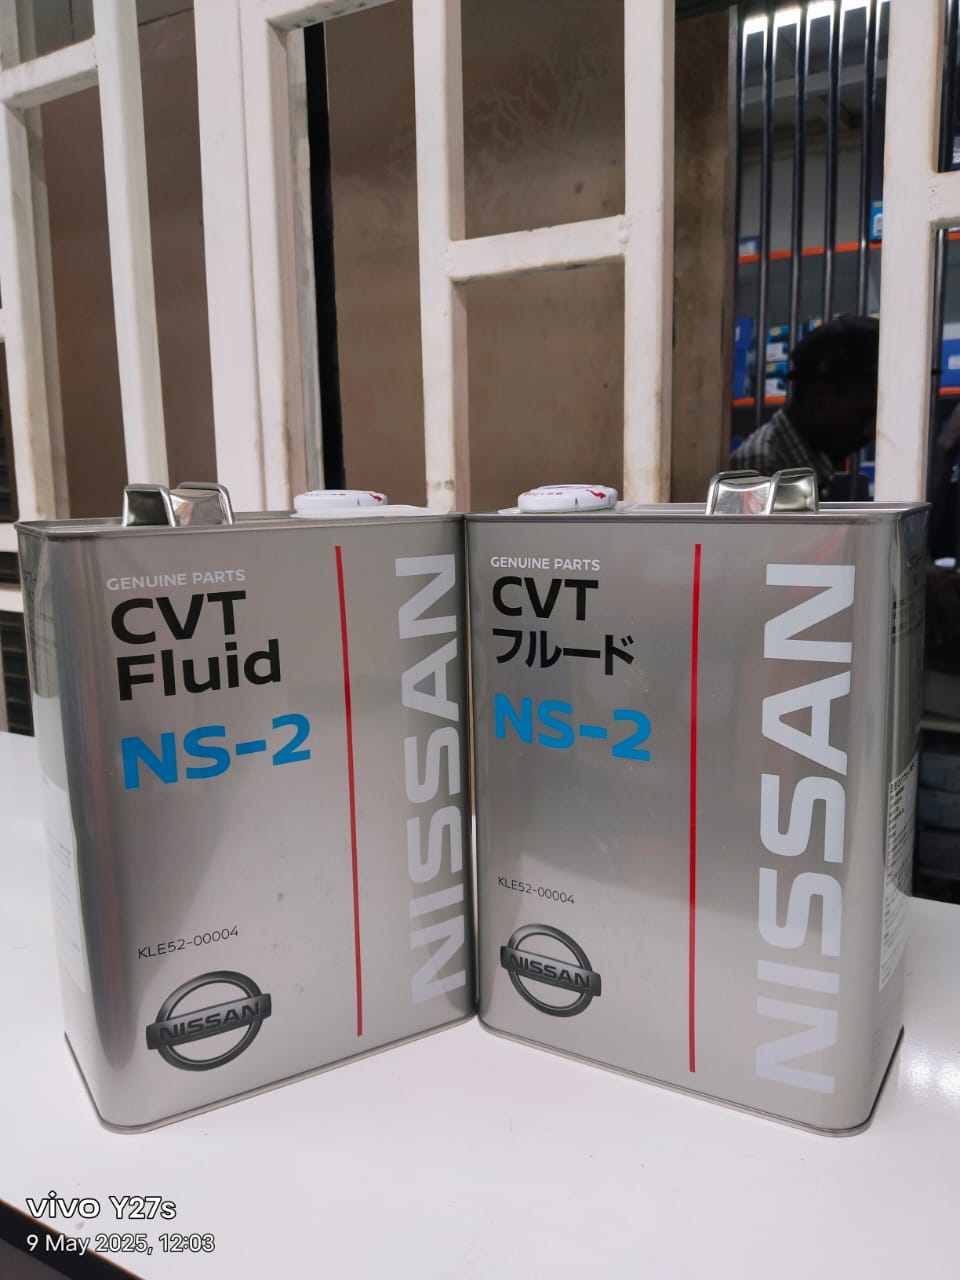 GENUINE PARTS
CVT
Fluid
NS-2
KLE52-00004
NISSAN
NISSAN
GENUINE PARTS
CVT
フルード
NS-2
KLE52-00004
NISSAN
NISSAN
vivo Y27s
9 May 2025, 12:03